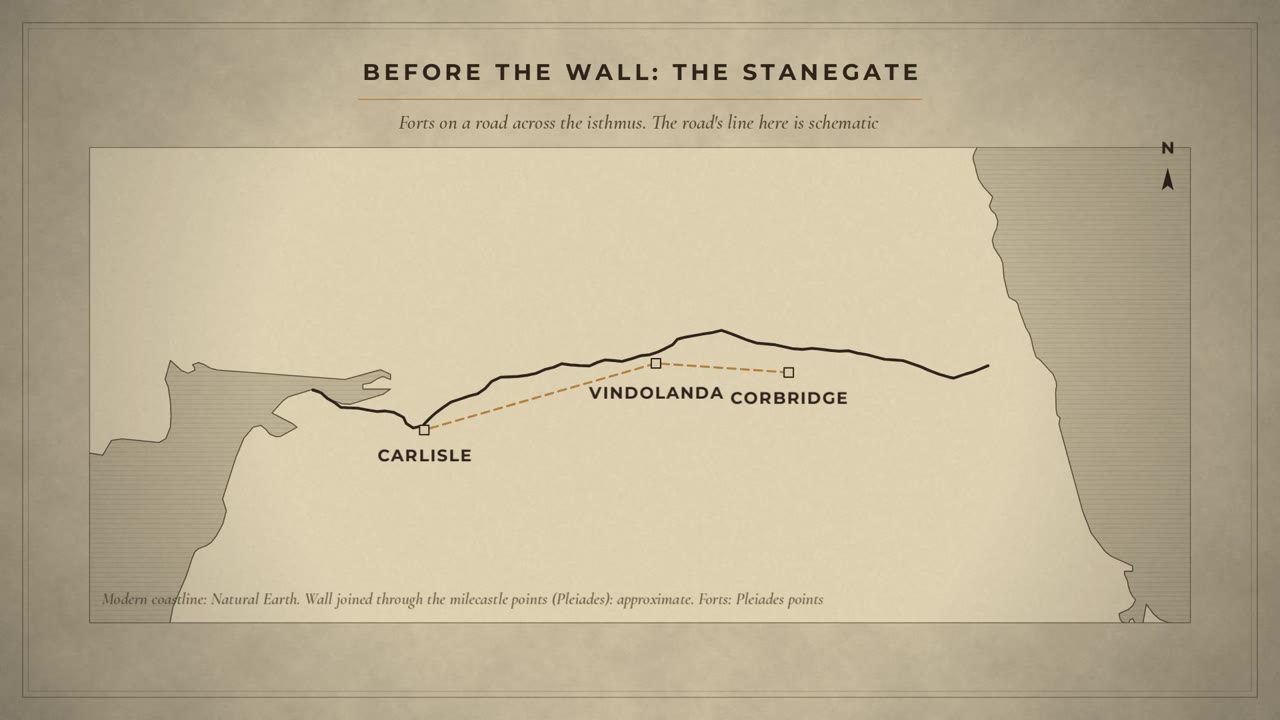 BEFORE THE WALL: THE STANEGATE
Forts on a road across the isthmus. The road's line here is schematic
N
VINDOLANDA
CORBRIDGE
CARLISLE
Modern coastline: Natural Earth. Wall joined through the milecastle points (Pleiades): approximate. Forts: Pleiades points